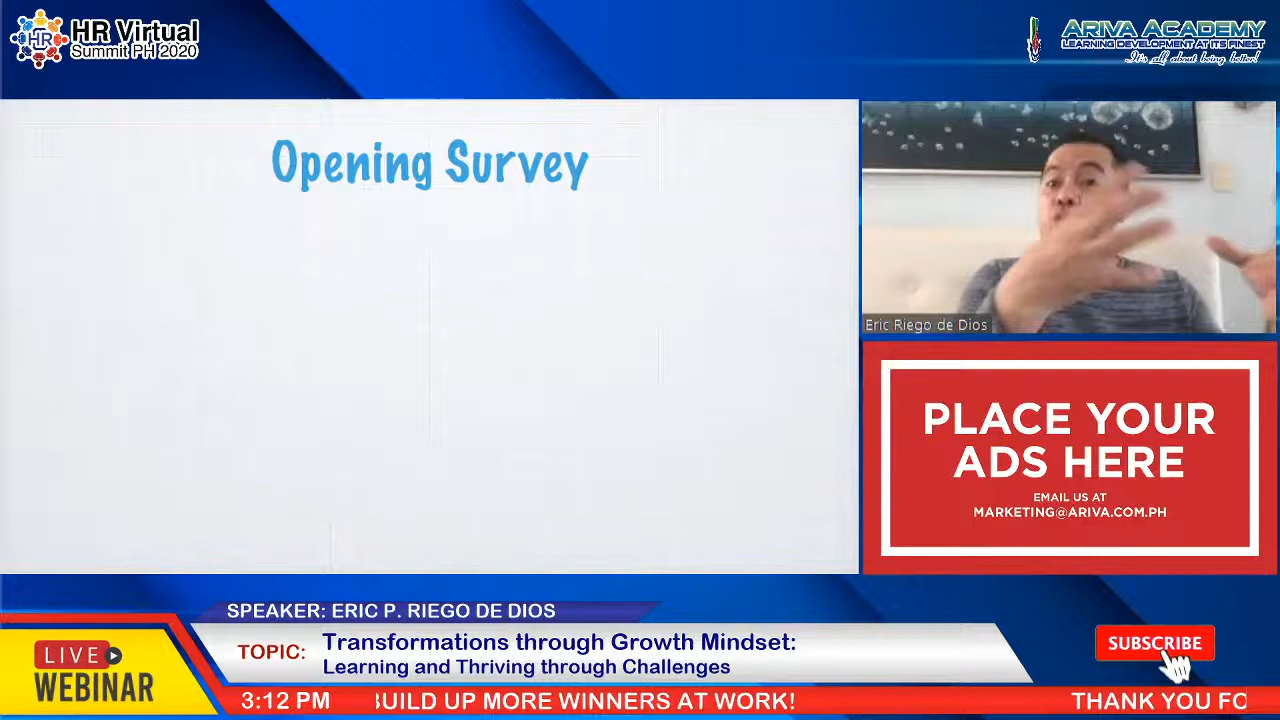 HR Virtual
Summit PH 2020
HR
ARIVA ACADEMY
LEARNING DEVELOPMENT AT ITS FINEST
It's all about being better!
Opening Survey
Eric Riego de Dios
PLACE YOUR
ADS HERE
EMAIL US AT
MARKETING@ARIVA.COM.PH
SPEAKER: ERIC P. RIEGO DE DIOS
TOPIC: Transformations through Growth Mindset:
Learning and Thriving through Challenges
SUBSCRIBE
LIVE
WEBINAR
3:12 PM
UILD UP MORE WINNERS AT WORK!
THANK YOU FO